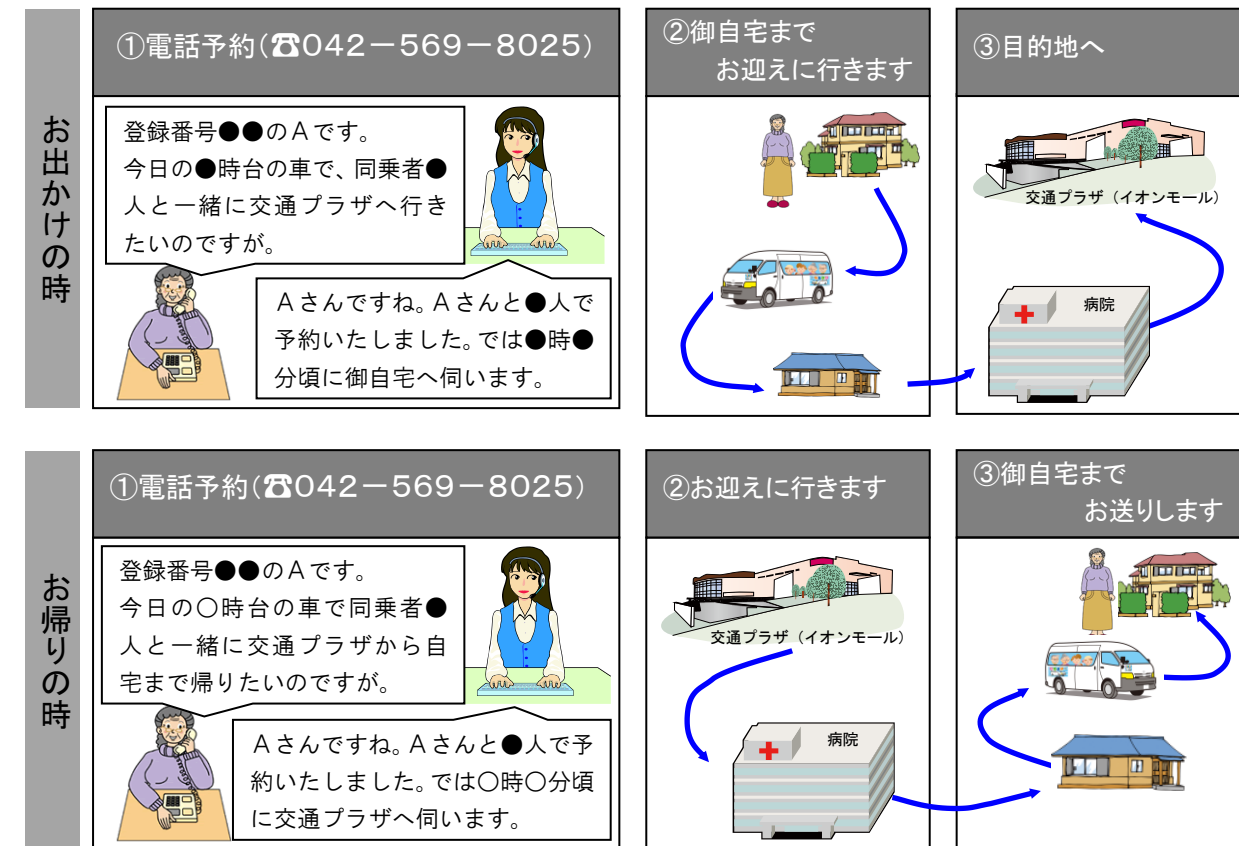 お出かけの時
①電話予約(☎042－569－8025)
登録番号●●のAです。
今日の●時台の車で、同乗者●
人と一緒に交通プラザへ行き
たいのですが。
Aさんですね。Aさんと●人で
予約いたしました。では●時●
分頃に御自宅へ伺います。
②御自宅まで
お迎えに行きます
③目的地へ
交通プラザ（イオンモール）
病院
お帰りの時
①電話予約(☎042－569－8025)
登録番号●●のAです。
今日の○時台の車で同乗者●
人と一緒に交通プラザから自
宅まで帰りたいのですが。
Aさんですね。Aさんと●人で予
約いたしました。では○時○分頃
に交通プラザへ伺います。
②お迎えに行きます
交通プラザ（イオンモール）
病院
③御自宅まで
お送りします